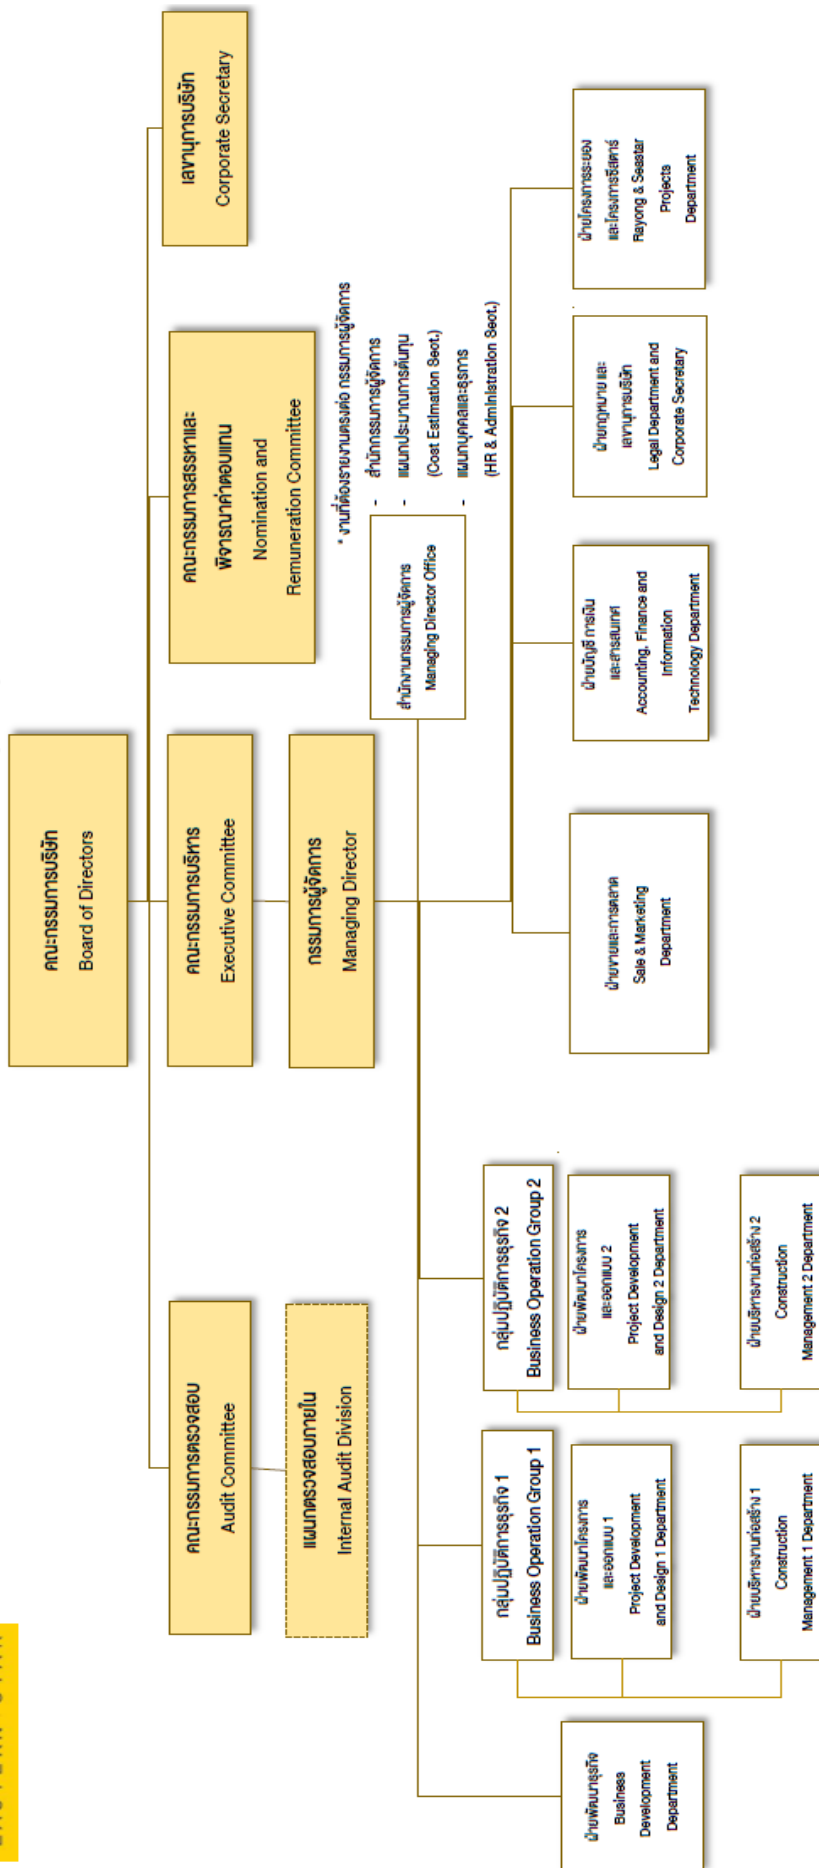 คณะกรรมการบริษัท
Board of Directors
เลขานุการบริษัท
Corporate Secretary
คณะกรรมการสรรหาและ
พิจารณาค่าตอบแทน
Nomination and
Remuneration Committee
คณะกรรมการบริหาร
Executive Committee
คณะกรรมการตรวจสอบ
Audit Committee
แผนกตรวจสอบภายใน
Internal Audit Division
กรรมการผู้จัดการ
Managing Director
สำนักงานกรรมการผู้จัดการ
Managing Director Office
* งานที่ต้องรายงานตรงต่อ กรรมการผู้จัดการ
- สำนักกรรมการผู้จัดการ
- แผนกประมาณการต้นทุน
(Cost Estimation Sect.)
- แผนกบุคคลและธุรการ
(HR & Administration Sect.)
ฝ่ายพัฒนาธุรกิจ
Business
Development
Department
กลุ่มปฏิบัติการธุรกิจ 1
Business Operation Group 1
ฝ่ายพัฒนาโครงการ
และออกแบบ 1
Project Development
and Design 1 Department
ฝ่ายบริหารงานก่อสร้าง 1
Construction
Management 1 Department
กลุ่มปฏิบัติการธุรกิจ 2
Business Operation Group 2
ฝ่ายพัฒนาโครงการ
และออกแบบ 2
Project Development
and Design 2 Department
ฝ่ายบริหารงานก่อสร้าง 2
Construction
Management 2 Department
ฝ่ายขายและการตลาด
Sale & Marketing
Department
ฝ่ายบัญชี การเงิน
และสารสนเทศ
Accounting, Finance and
Information
Technology Department
ฝ่ายกฎหมาย และ
เลขานุการบริษัท
Legal Department and
Corporate Secretary
ฝ่ายโครงการระยอง
และโครงการซีสตาร์
Rayong & Seastar
Projects
Department